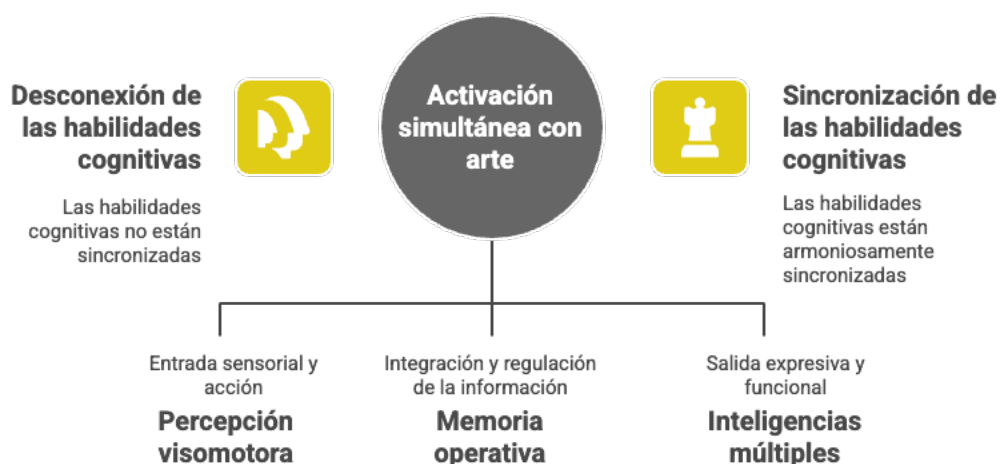 Desconexión de
las habilidades
cognitivas
Las habilidades
cognitivas no están
sincronizadas
Activación
simultánea con
arte
Sincronización de
las habilidades
cognitivas
Las habilidades
cognitivas están
armoniosamente
sincronizadas
Entrada sensorial y
acción
Percepción
visomotora
Integración y regulación
de la información
Memoria
operativa
Salida expresiva y
funcional
Inteligencias
múltiples